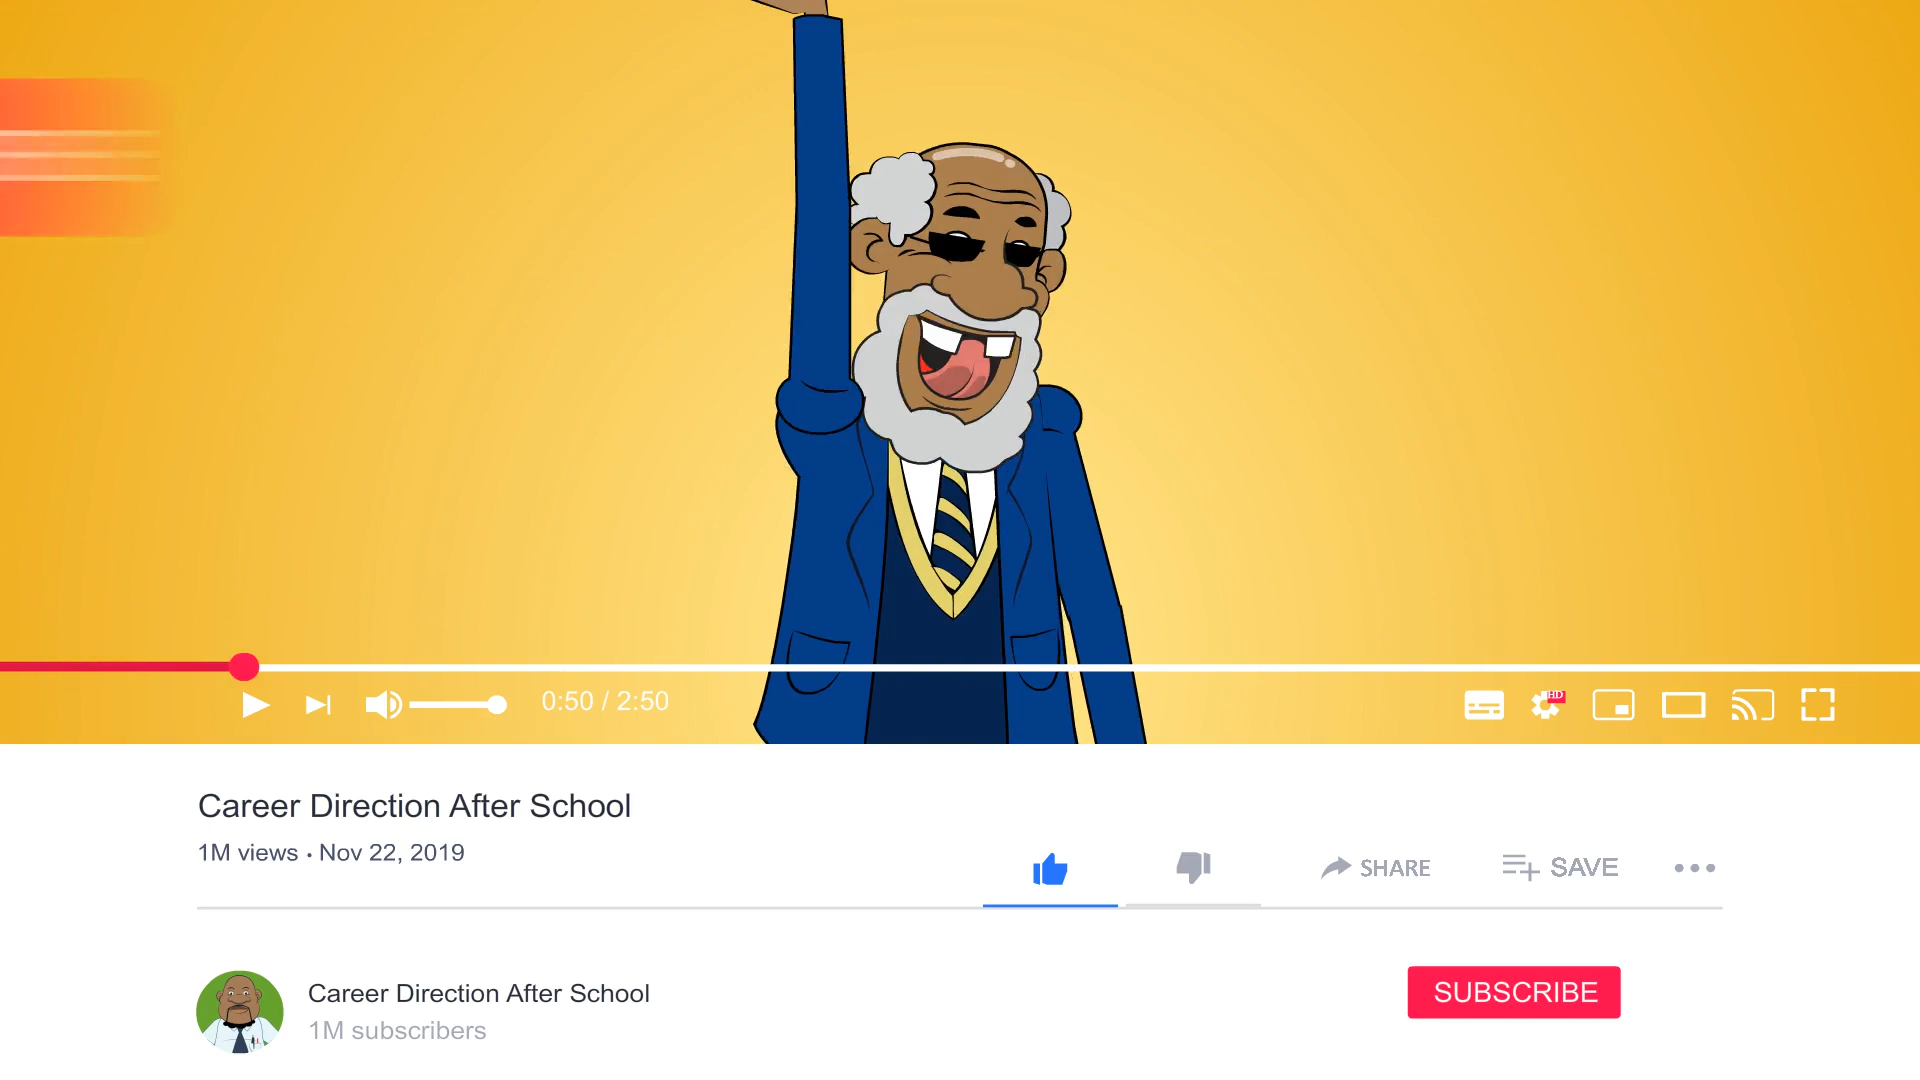 0:50 / 2:50
HD
Career Direction After School
1M views • Nov 22, 2019
SHARE
SAVE
Career Direction After School
1M subscribers
SUBSCRIBE